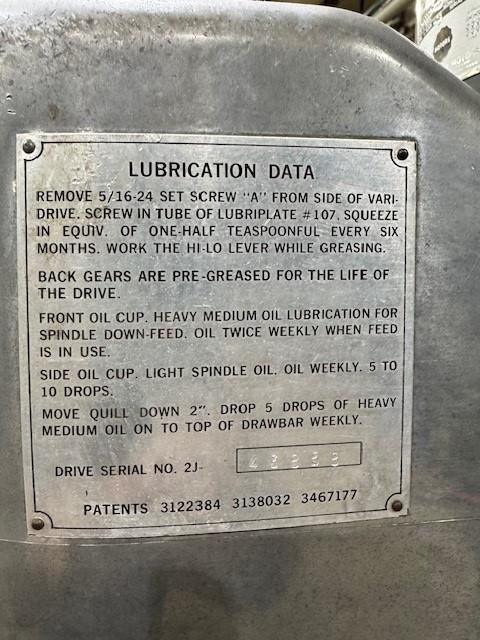 LUBRICATION DATA
REMOVE 5/16-24 SET SCREW "A" FROM SIDE OF VARI-
DRIVE. SCREW IN TUBE OF LUBRIPLATE #107. SQUEEZE
IN EQUIV. OF ONE-HALF TEASPOONFUL EVERY SIX
MONTHS. WORK THE HI-LO LEVER WHILE GREASING.
BACK GEARS ARE PRE-GREASED FOR THE LIFE OF
THE DRIVE.
FRONT OIL CUP. HEAVY MEDIUM OIL LUBRICATION FOR
SPINDLE DOWN-FEED. OIL TWICE WEEKLY WHEN FEED
IS IN USE.
SIDE OIL CUP. LIGHT SPINDLE OIL. OIL WEEKLY. 5 TO
10 DROPS.
MOVE QUILL DOWN 2". DROP 5 DROPS OF HEAVY
MEDIUM OIL ON TO TOP OF DRAWBAR WEEKLY.
DRIVE SERIAL NO. 2J-
PATENTS 3122384 3138032 3467177